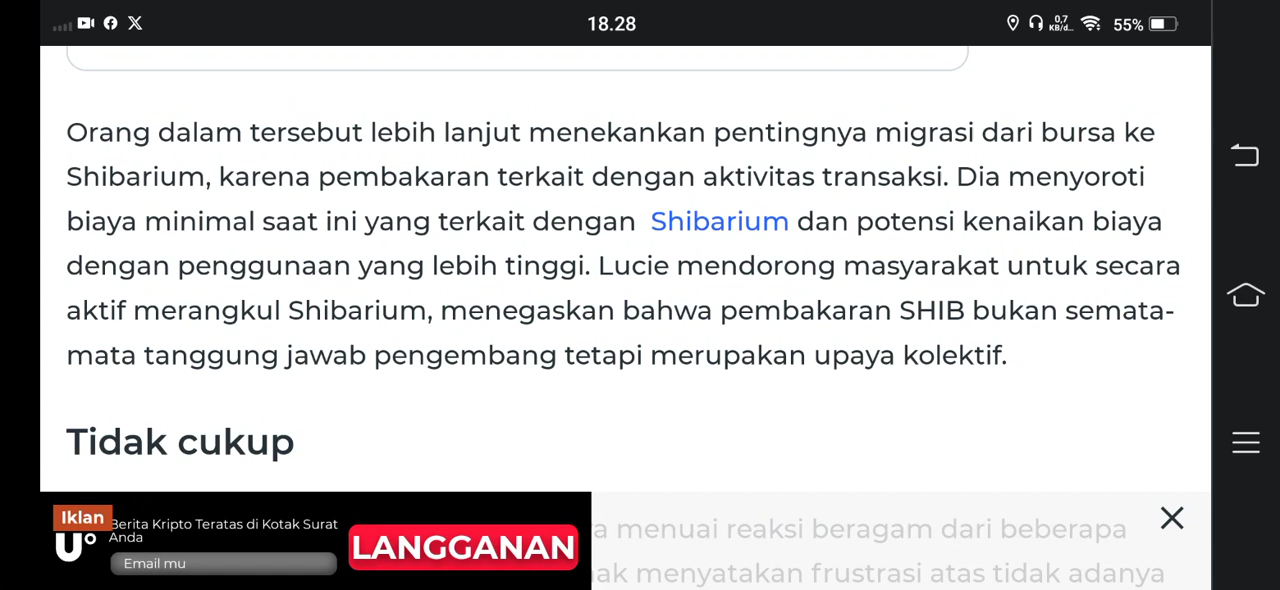 18.28
0,7
KB/d...
55%
Orang dalam tersebut lebih lanjut menekankan pentingnya migrasi dari bursa ke
Shibarium, karena pembakaran terkait dengan aktivitas transaksi. Dia menyoroti
biaya minimal saat ini yang terkait dengan Shibarium dan potensi kenaikan biaya
dengan penggunaan yang lebih tinggi. Lucie mendorong masyarakat untuk secara
aktif merangkul Shibarium, menegaskan bahwa pembakaran SHIB bukan semata-
mata tanggung jawab pengembang tetapi merupakan upaya kolektif.
Tidak cukup
Iklan
Berita Kripto Teratas di Kotak Surat
Anda
Email mu
LANGGANAN
menuai reaksi beragam dari beberapa
menyatakan frustrasi atas tidak adanya